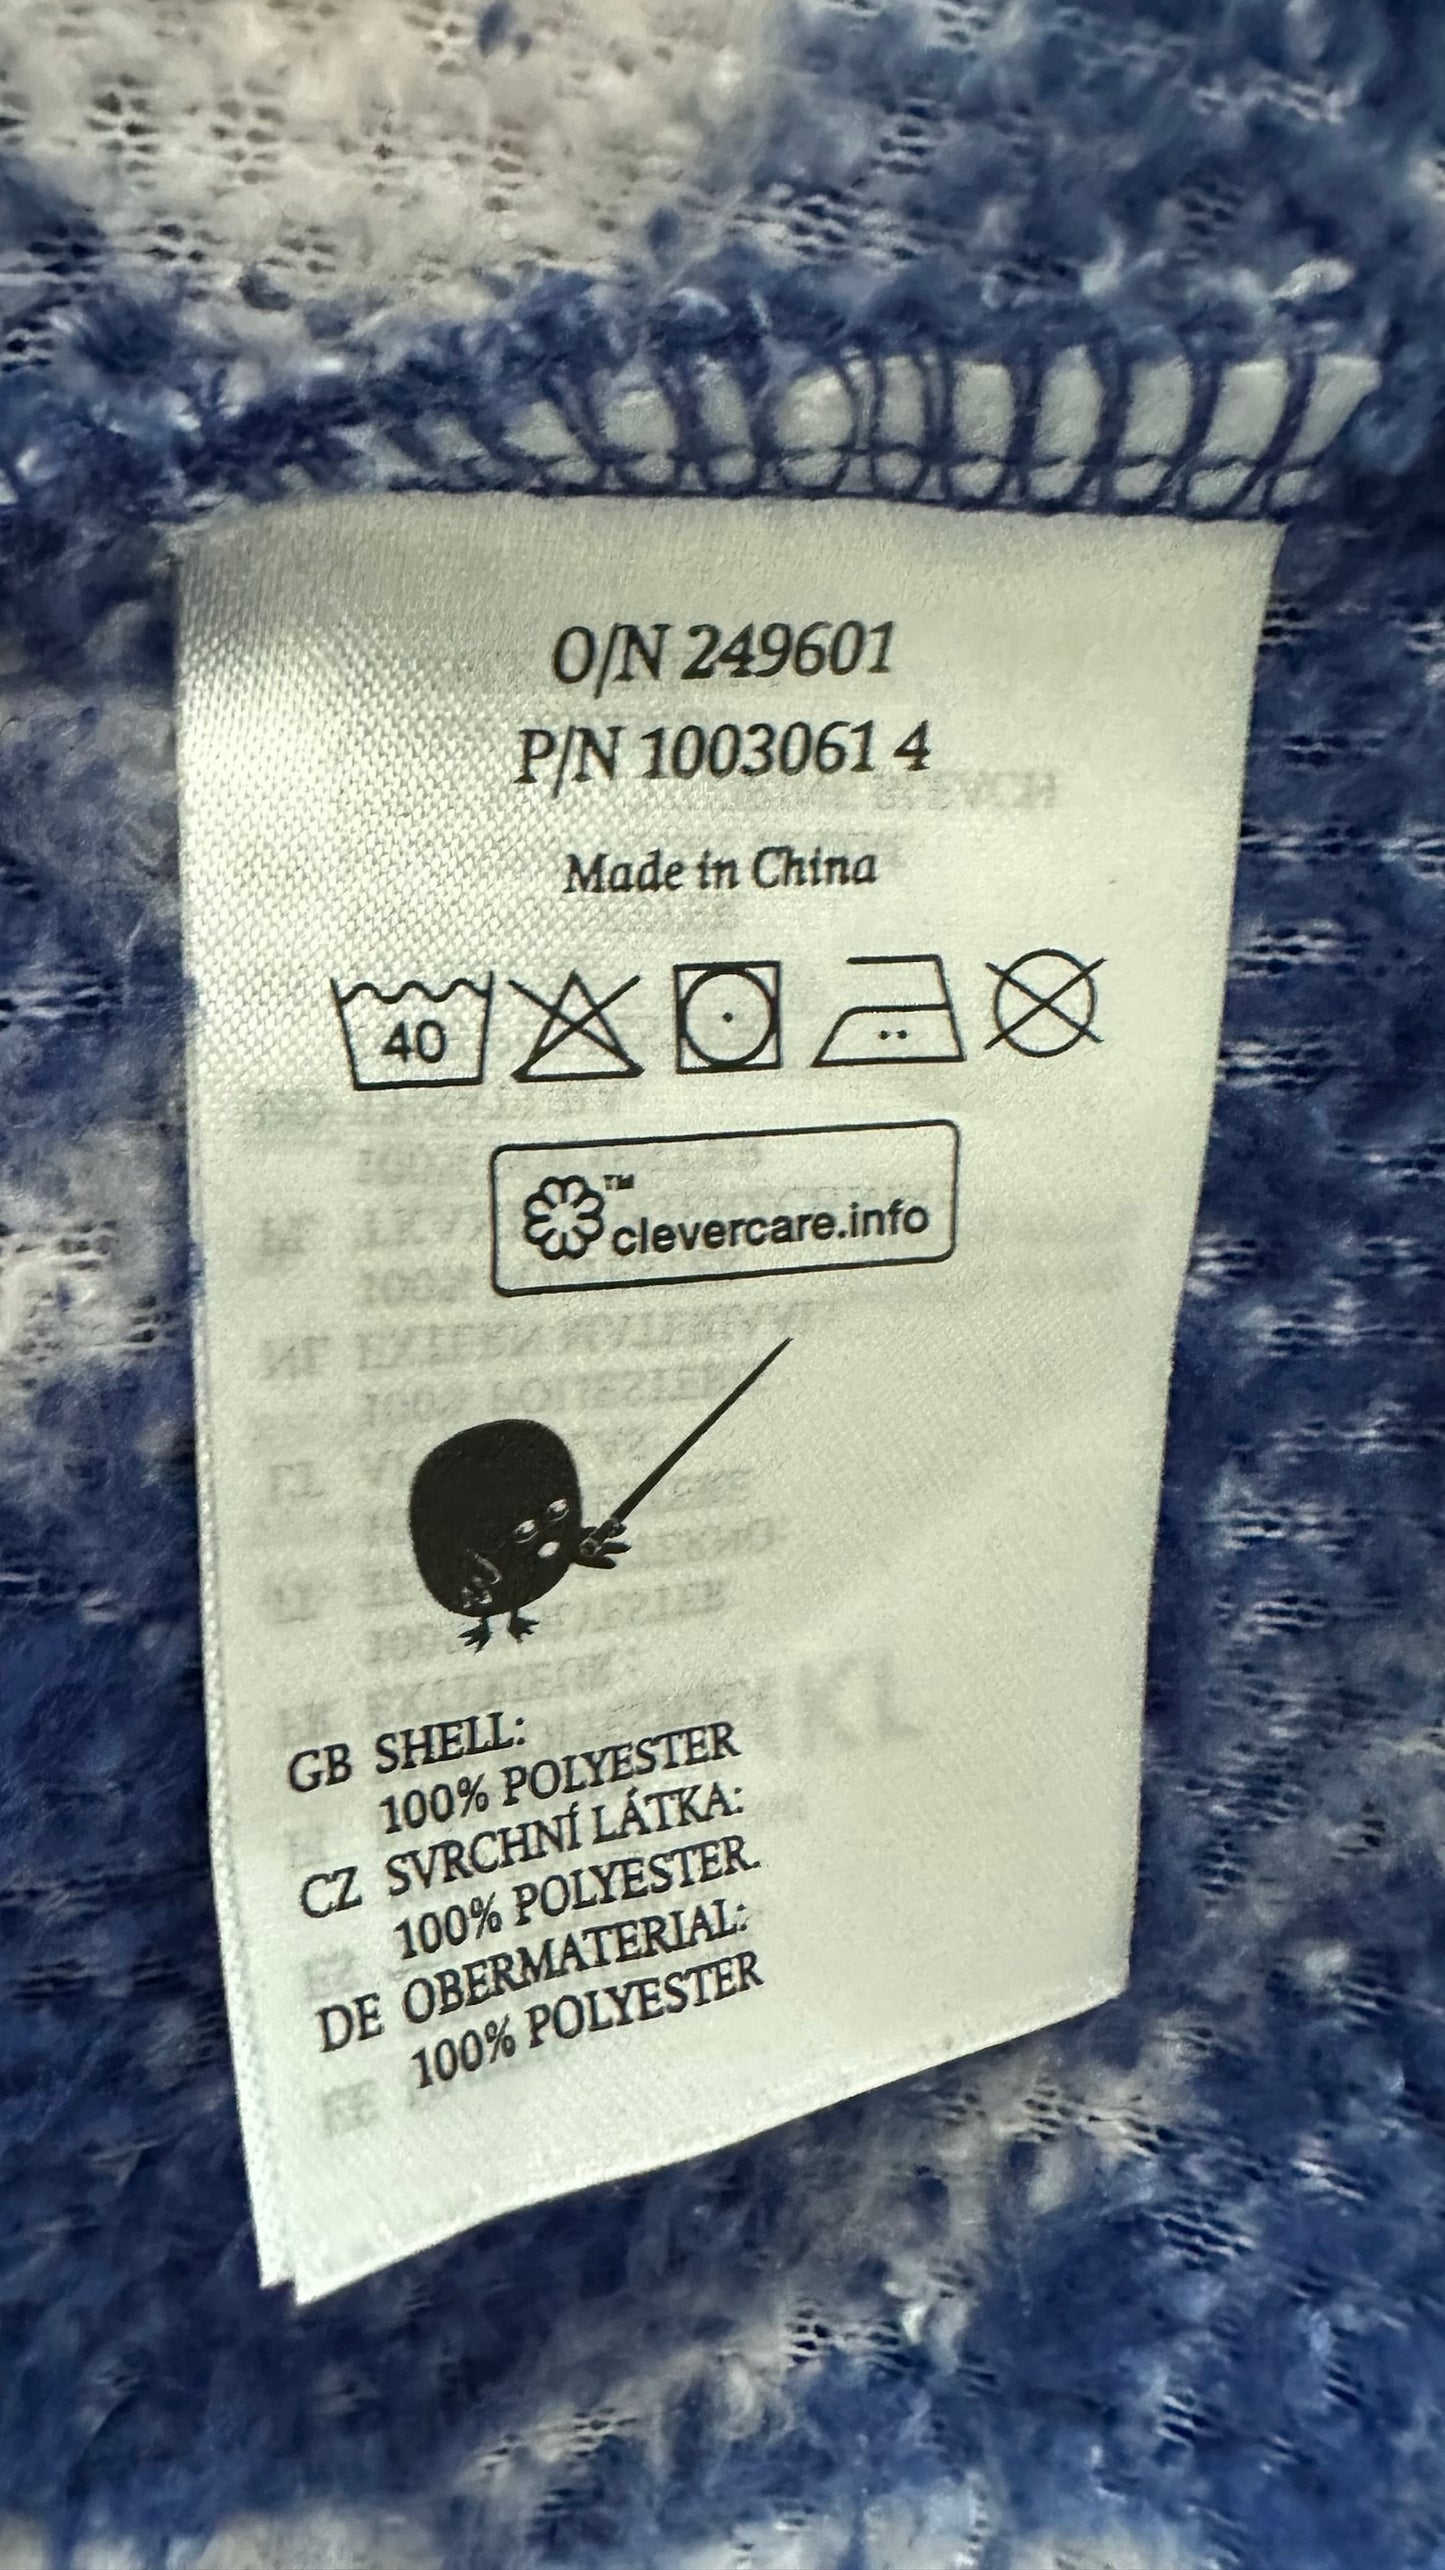 O/N 249601
P/N 1003061 4
Made in China
40
™
clevercare.info
GB SHELL:
100% POLYESTER
CZ SVRCHNÍ LÁTKA:
100% POLYESTER.
DE OBERMATERIAL:
100% POLYESTER